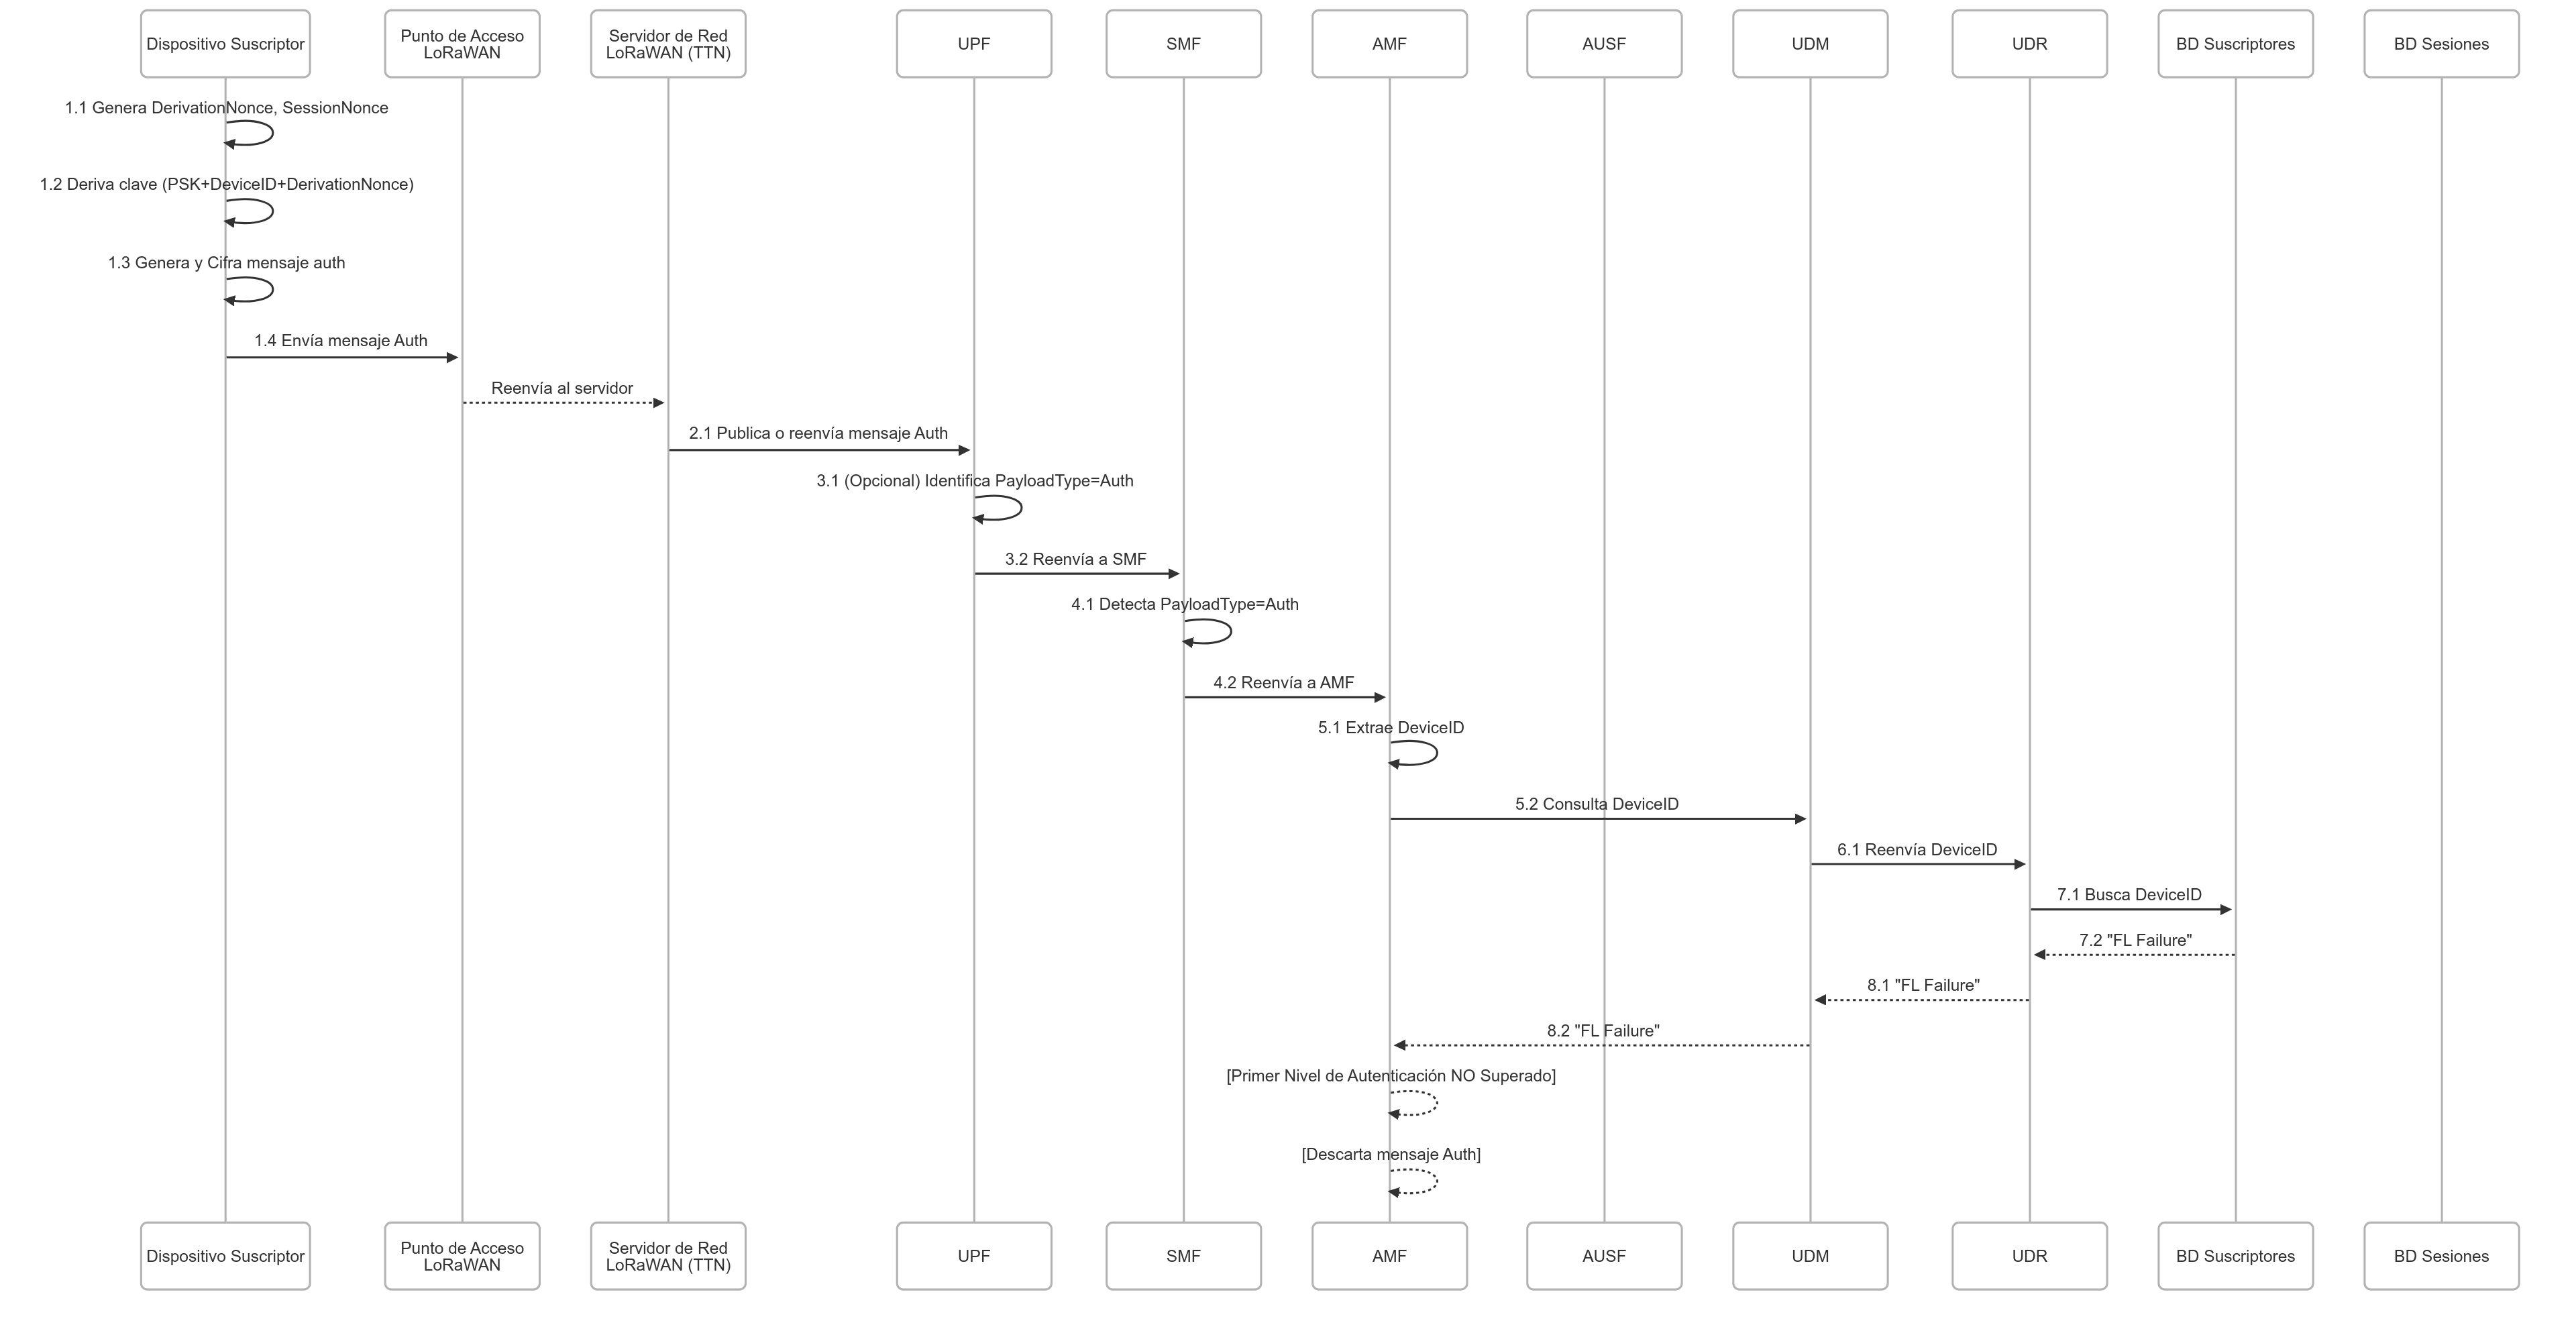 Dispositivo Suscriptor
Punto de Acceso
LoRaWAN
Servidor de Red
LoRaWAN (TTN)
UPF
SMF
AMF
AUSF
UDM
UDR
BD Suscriptores
BD Sesiones
1.1 Genera DerivationNonce, SessionNonce
1.2 Deriva clave (PSK+DeviceID+DerivationNonce)
1.3 Genera y Cifra mensaje auth
1.4 Envía mensaje Auth
Reenvía al servidor
2.1 Publica o reenvía mensaje Auth
3.1 (Opcional) Identifica PayloadType=Auth
3.2 Reenvía a SMF
4.1 Detecta PayloadType=Auth
4.2 Reenvía a AMF
5.1 Extrae DeviceID
5.2 Consulta DeviceID
6.1 Reenvía DeviceID
7.1 Busca DeviceID
7.2 "FL Failure"
8.1 "FL Failure"
8.2 "FL Failure"
[Primer Nivel de Autenticación NO Superado]
[Descarta mensaje Auth]
Dispositivo Suscriptor
Punto de Acceso
LoRaWAN
Servidor de Red
LoRaWAN (TTN)
UPF
SMF
AMF
AUSF
UDM
UDR
BD Suscriptores
BD Sesiones